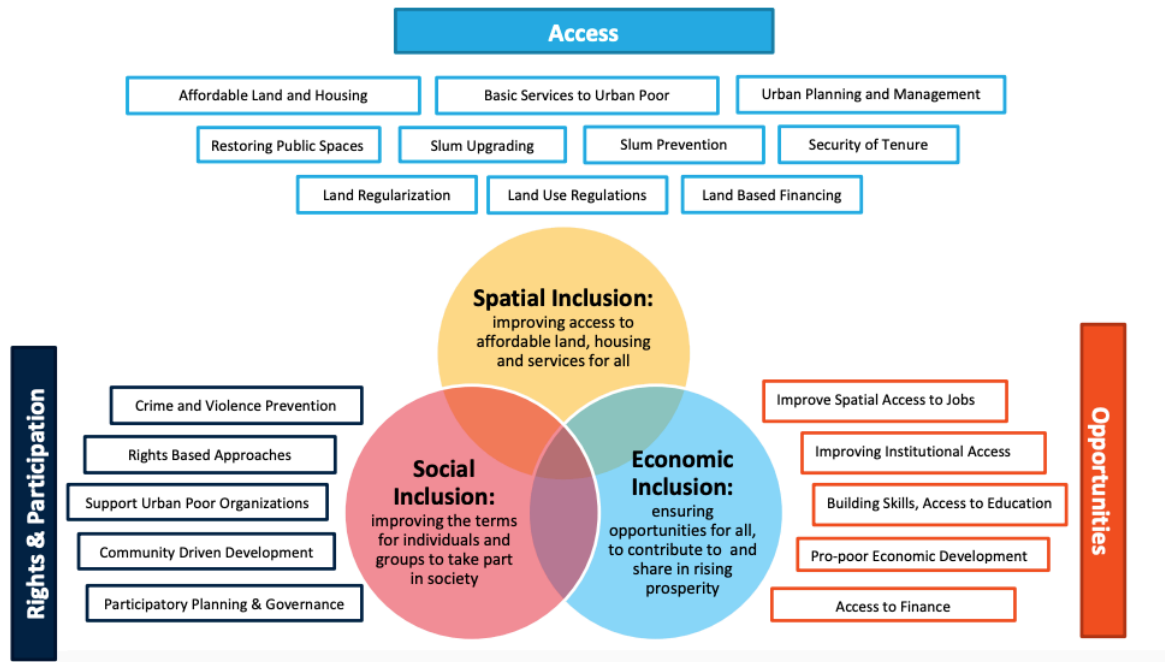 Access
Affordable Land and Housing
Basic Services to Urban Poor
Urban Planning and Management
Restoring Public Spaces
Slum Upgrading
Slum Prevention
Security of Tenure
Land Regularization
Land Use Regulations
Land Based Financing
Spatial Inclusion:
improving access to
affordable land, housing
and services for all
Rights & Participation
Crime and Violence Prevention
Rights Based Approaches
Support Urban Poor Organizations
Community Driven Development
Participatory Planning & Governance
Social
Inclusion:
improving the terms
for individuals and
groups to take part
in society
Economic
Inclusion:
ensuring
opportunities for all,
to contribute to and
share in rising
prosperity
Improve Spatial Access to Jobs
Improving Institutional Access
Building Skills, Access to Education
Pro-poor Economic Development
Access to Finance
Opportunities